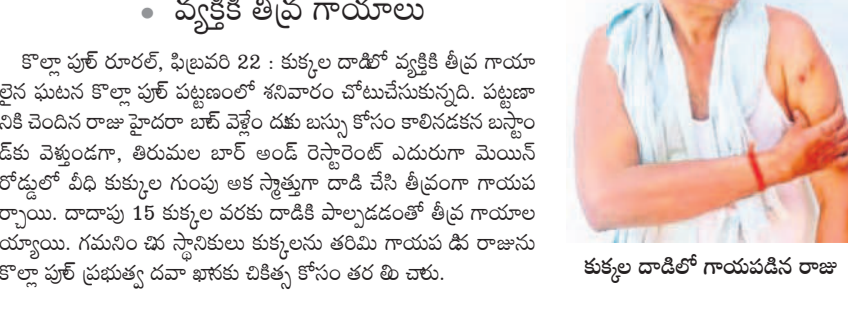 • వ్యక్తికి తీవ్ర గాయాలు
కొల్లా పూర్ రూరల్, ఫిబ్రవరి 22 : కుక్కల దాడిలో వ్యక్తికి తీవ్ర గాయా
లైన ఘటన కొల్లా పూర్ పట్టణంలో శనివారం చోటుచేసుకున్నది. పట్టణా
నికి చెందిన రాజు హైదరా బాద్ వెళ్లేం దుకు బస్సు కోసం కాలినడకన బస్టాం
డ్‌కు వెళ్తుండగా, తిరుమల బార్ అండ్ రెస్టారెంట్ ఎదురుగా మెయిన్
రోడ్డులో వీధి కుక్కుల గుంపు అక స్మాత్తుగా దాడి చేసి తీవ్రంగా గాయప
ర్చాయి. దాదాపు 15 కుక్కల వరకు దాడికి పాల్పడడంతో తీవ్ర గాయాల
య్యాయి. గమనిం చిన స్థానికులు కుక్కలను తరిమి గాయప డిన రాజును
కొల్లా పూర్ ప్రభుత్వ దవా ఖానకు చికిత్స కోసం తర లిం చారు.
కుక్కల దాడిలో గాయపడిన రాజు